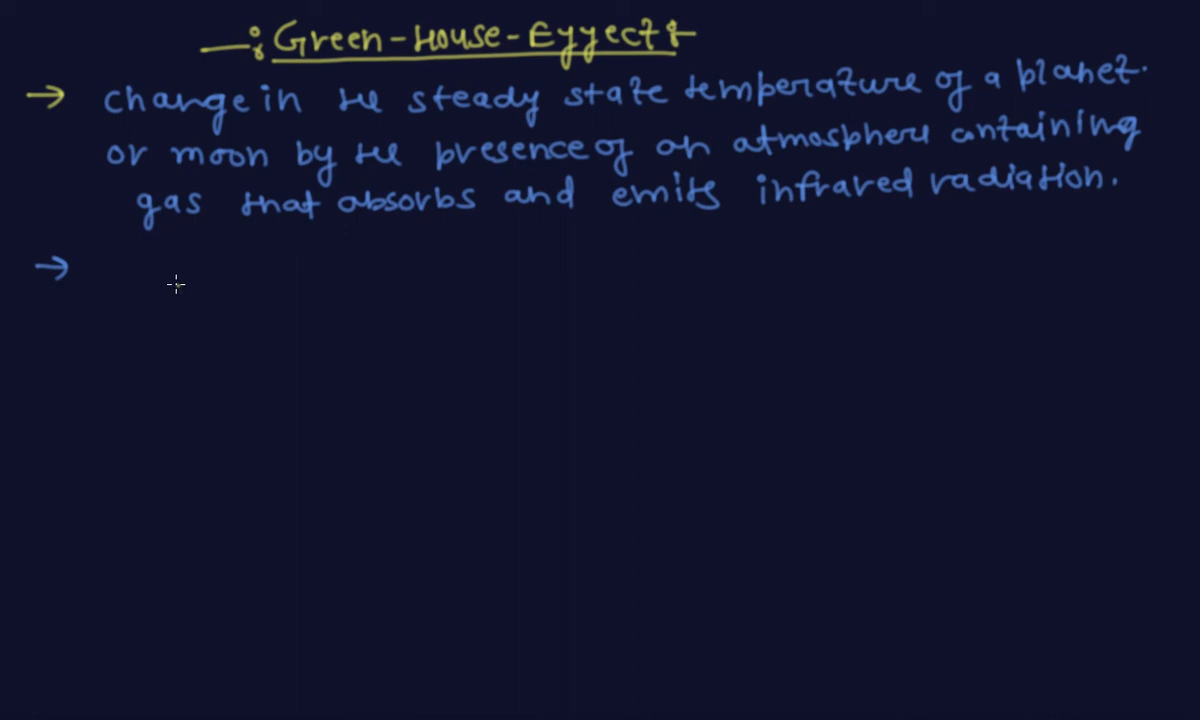 —: Green-House-Effect :—
→ change in the steady state temperature of a planet.
or moon by the presence of an atmosphere containing
gas that absorbs and emits infrared radiation.
→